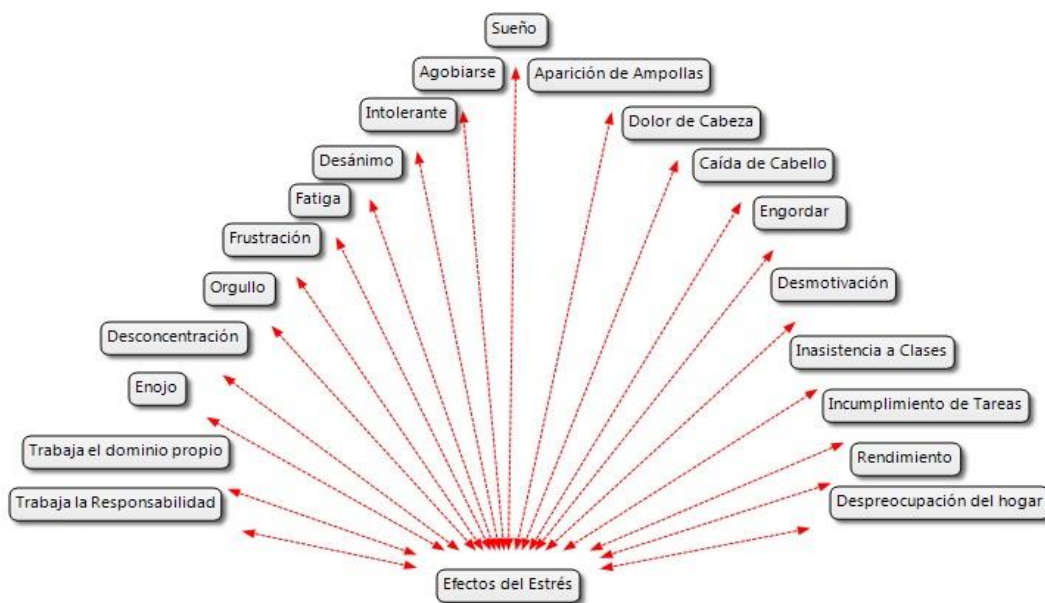 Sueño
Agobiarse
Aparición de Ampollas
Intolerante
Dolor de Cabeza
Desánimo
Caída de Cabello
Fatiga
Engordar
Frustración
Orgullo
Desmotivación
Desconcentración
Inasistencia a Clases
Enojo
Incumplimiento de Tareas
Trabaja el dominio propio
Rendimiento
Trabaja la Responsabilidad
Despreocupación del hogar
Efectos del Estrés